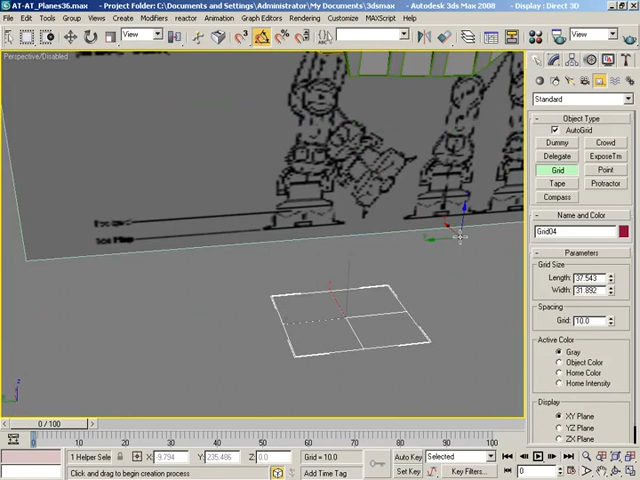 AT-AT_Planes36.max - Project Folder: C:\Documents and Settings\Administrator\My Documents\3dsmax - Autodesk 3ds Max 2008 - Display : Direct 3D
File Edit Tools Group Views Create Modifiers reactor Animation Graph Editors Rendering Customize MAXScript Help
View
View
Perspective/Disabled
Standard
Object Type
AutoGrid
Dummy Crowd
Delegate ExposeTm
Grid Point
Tape Protractor
Compass
Name and Color
Grid04
Parameters
Grid Size
Length: 37.543
Width: 31.892
Spacing
Grid: 10.0
Active Color
Gray
Object Color
Home Color
Home Intensity
Display
XY Plane
YZ Plane
ZX Plane
0 / 100
0 10 20 30 40 50 60 70 80 90 100
1 Helper Sele X: -9.794 Y: 235.486 Z: 0.0 Grid = 10.0 Auto Key Selected
Click and drag to begin creation process Add Time Tag Set Key Key Filters... 0